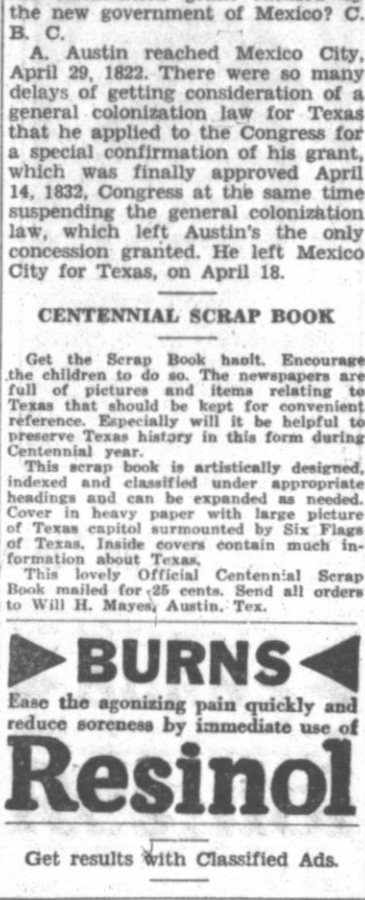 the new government of Mexico? C.
B. C.
A. Austin reached Mexico City,
April 29, 1822. There were so many
delays of getting consideration of a
general colonization law for Texas
that he applied to the Congress for
a special confirmation of his grant,
which was finally approved April
14, 1832, Congress at the same time
suspending the general colonization
law, which left Austin's the only
concession granted. He left Mexico
City for Texas, on April 18.
CENTENNIAL SCRAP BOOK
Get the Scrap Book haolt. Encourage
the children to do so. The newspapers are
full of pictures and items relating to
Texas that should be kept for convenient
reference. Especially will it be helpful to
preserve Texas history in this form during
Centennial year.
This scrap book is artistically designed,
indexed and classified under appropriate
headings and can be expanded as needed.
Cover in heavy paper with large picture
of Texas capitol surmounted by Six Flags
of Texas. Inside covers contain much in-
formation about Texas.
This lovely Official Centennial Scrap
Book mailed for 25 cents. Send all orders
to Will H. Mayes, Austin, Tex.
BURNS
Ease the agonizing pain quickly and
reduce soreness by immediate use of
Resinol
Get results with Classified Ads.